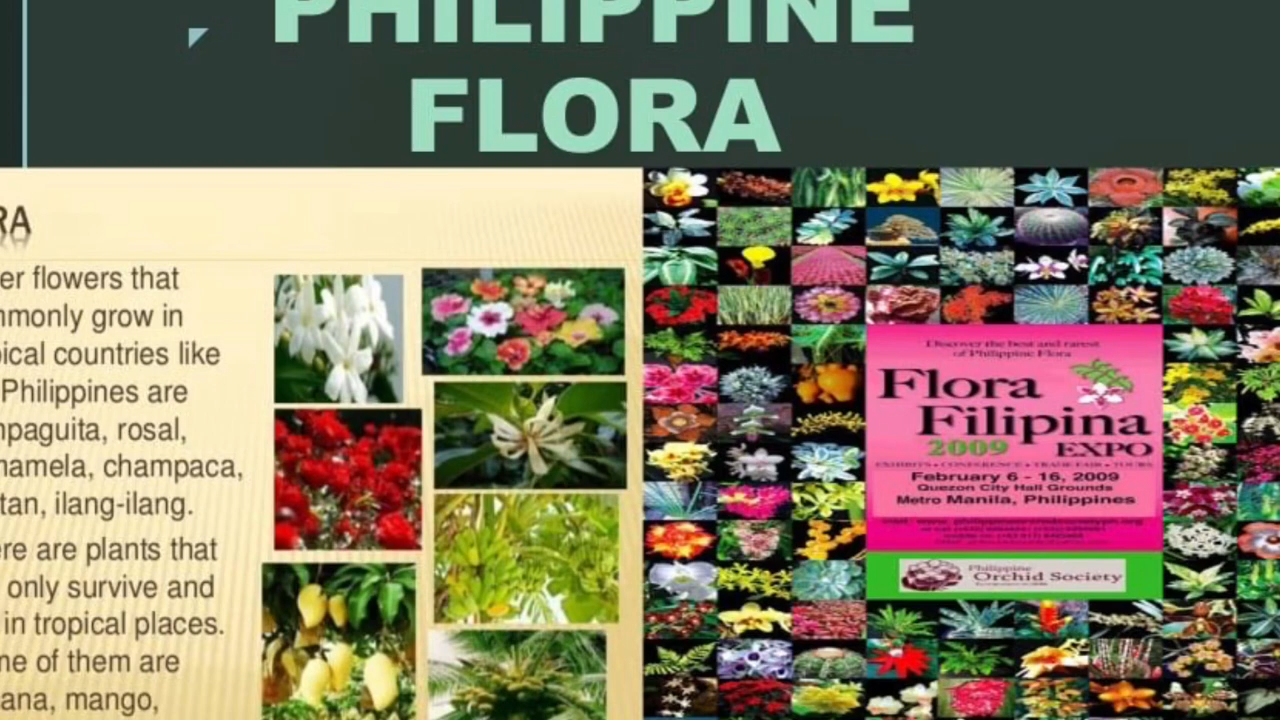 PHILIPPINE
FLORA
RA
er flowers that
mmonly grow in
pical countries like
Philippines are
mpaguita, rosal,
namela, champaca,
tan, ilang-ilang.
ere are plants that
only survive and
in tropical places.
me of them are
ana, mango,
Discover the best and rarest
of Philippine Flora
Flora
Filipina
2009 EXPO
EXHIBITS • CONFERENCE • TRADE FAIR • TOURS
February 6 - 16, 2009
Quezon City Hall Grounds
Metro Manila, Philippines
Philippine
Orchid Society